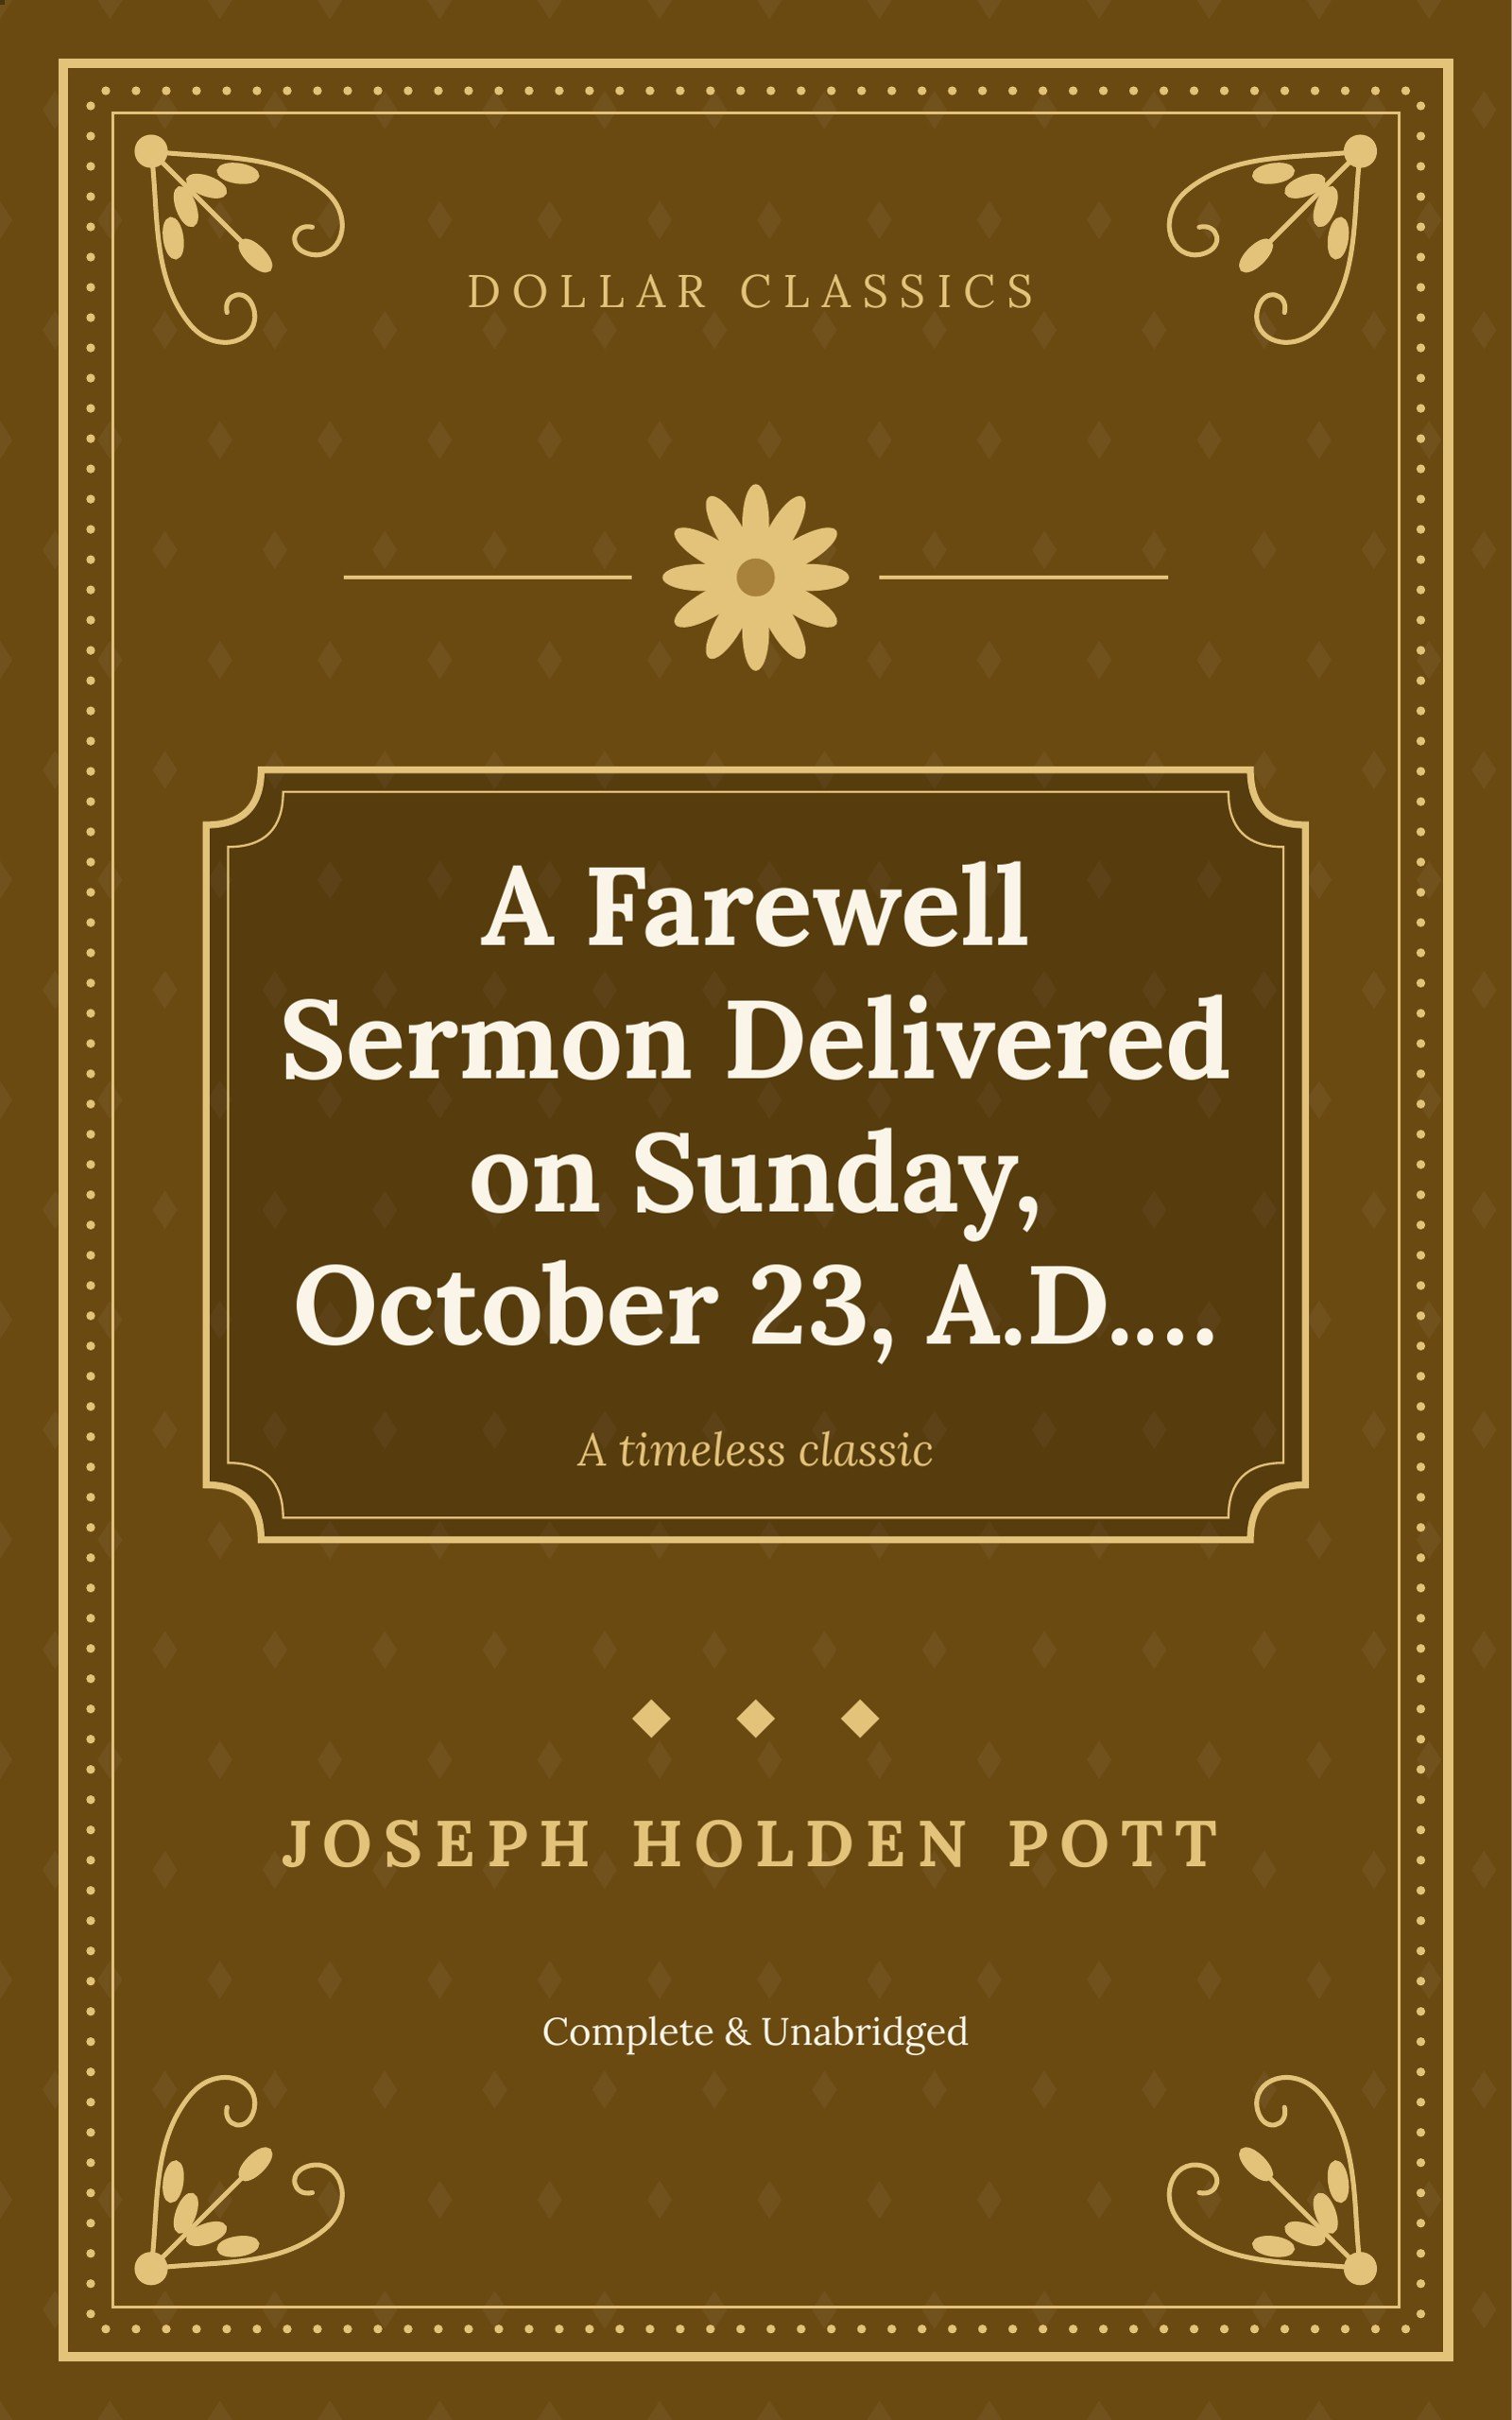 DOLLAR CLASSICS
A Farewell
Sermon Delivered
on Sunday,
October 23, A.D....
A timeless classic
JOSEPH HOLDEN POTT
Complete & Unabridged